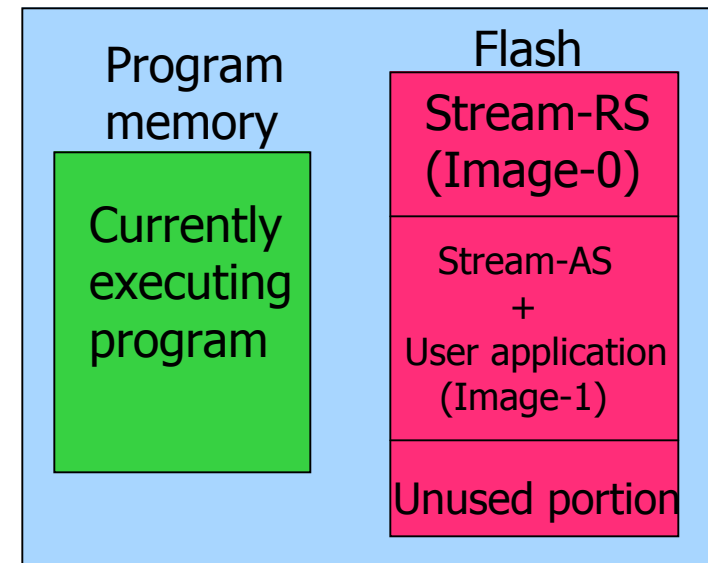 Program
memory
Currently
executing
program
Flash
Stream-RS
(Image-0)
Stream-AS
+
User application
(Image-1)
Unused portion